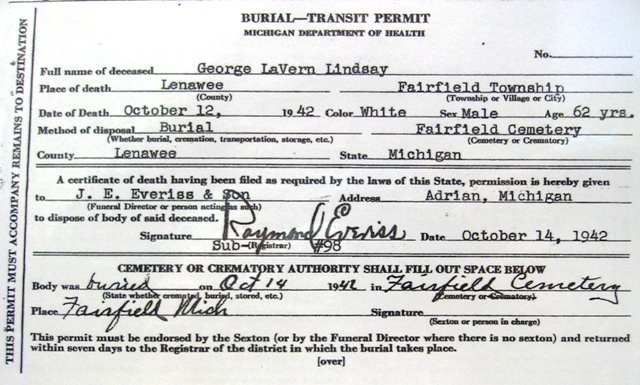 BURIAL—TRANSIT PERMIT
MICHIGAN DEPARTMENT OF HEALTH
No.
Full name of deceased George LaVern Lindsay
Place of death Lenawee Fairfield Township
(County) (Township or Village or City)
Date of Death October 12, 1942 Color White Sex Male Age 62 yrs.
Method of disposal Burial Fairfield Cemetery
(Whether burial, cremation, transportation, storage, etc.) (Cemetery or Crematory)
County Lenawee State Michigan
A certificate of death having been filed as required by the laws of this State, permission is hereby given
to J. E. Everiss & Son Address Adrian, Michigan
(Funeral Director or person acting as such)
to dispose of body of said deceased.
Signature Raymond J Everiss Date October 14, 1942
Sub-(Registrar) #98
CEMETERY OR CREMATORY AUTHORITY SHALL FILL OUT SPACE BELOW
Body was buried on Oct 14 1942 in Fairfield Cemetery
(State whether cremated, buried, stored, etc.) (Cemetery or Crematory)
Place Fairfield Mich Signature
(Sexton or person in charge)
This permit must be endorsed by the Sexton (or by the Funeral Director where there is no sexton) and returned
within seven days to the Registrar of the district in which the burial takes place.
[over]
THIS PERMIT MUST ACCOMPANY REMAINS TO DESTINATION